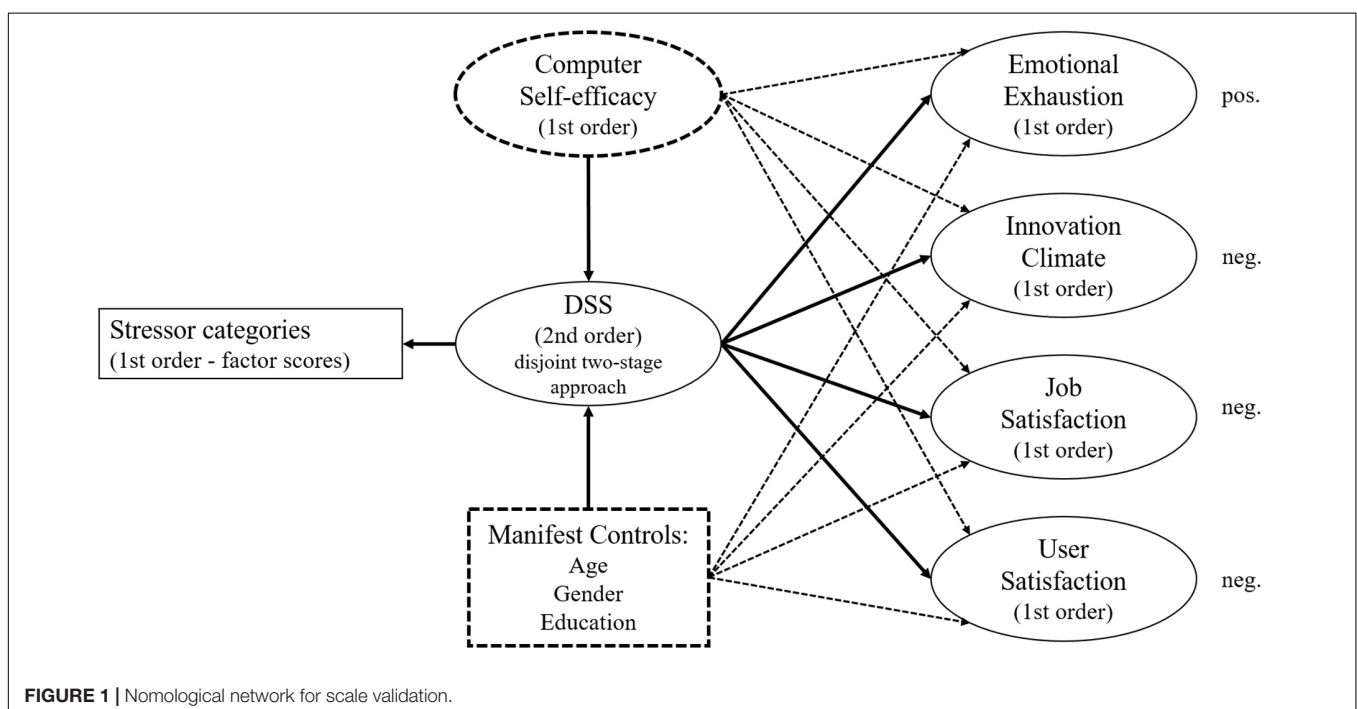 Computer
Self-efficacy
(1st order)
Emotional
Exhaustion
(1st order)
pos.
Innovation
Climate
(1st order)
neg.
Stressor categories
(1st order - factor scores)
DSS
(2nd order)
disjoint two-stage
approach
Job
Satisfaction
(1st order)
neg.
Manifest Controls:
Age
Gender
Education
User
Satisfaction
(1st order)
neg.
FIGURE 1 | Nomological network for scale validation.